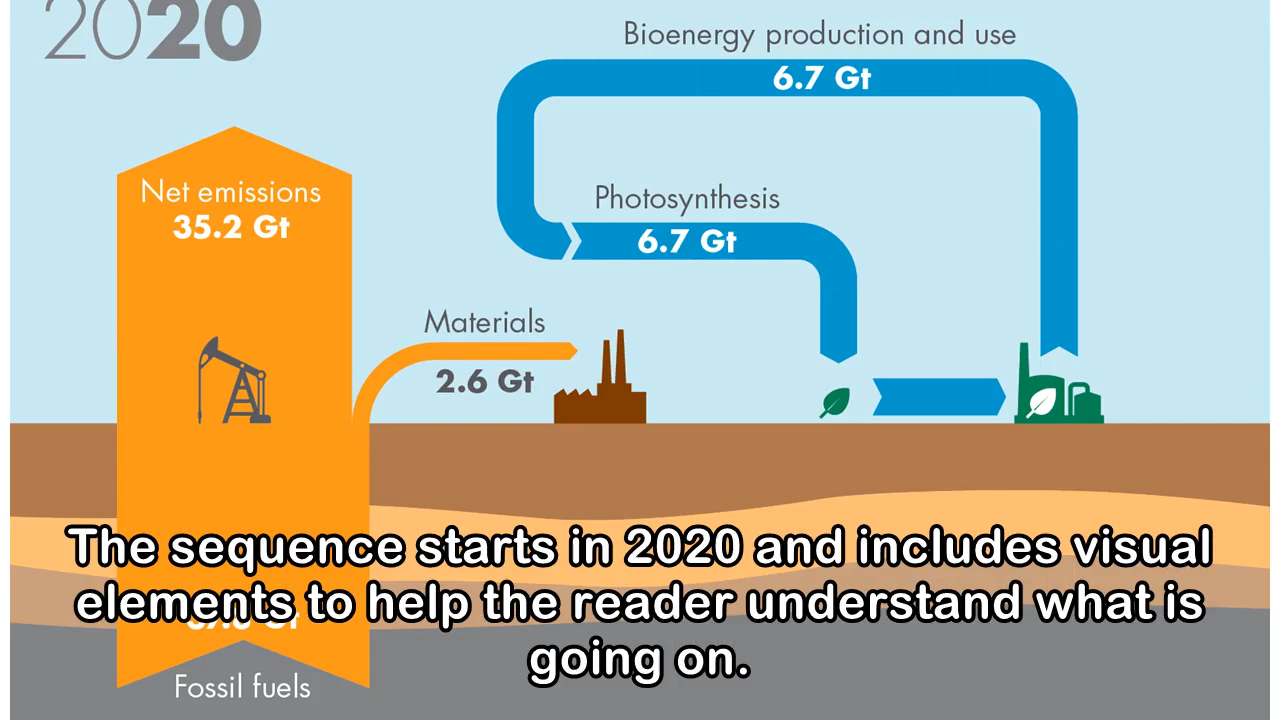 2020
Bioenergy production and use
6.7 Gt
Net emissions
35.2 Gt
Photosynthesis
6.7 Gt
Materials
2.6 Gt
The sequence starts in 2020 and includes visual
elements to help the reader understand what is
going on.
Gt
Fossil fuels